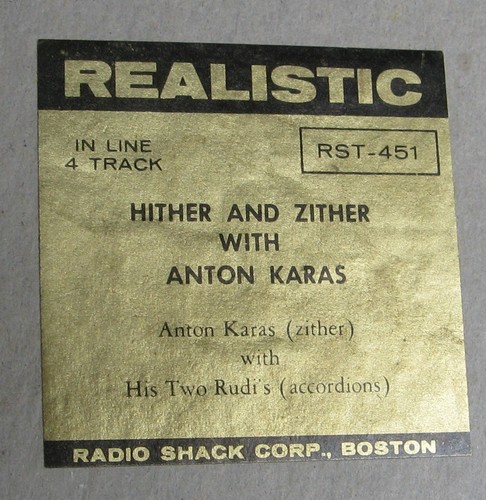 REALISTIC
IN LINE
4 TRACK
RST-451
HITHER AND ZITHER
WITH
ANTON KARAS
Anton Karas (zither)
with
His Two Rudi's (accordions)
RADIO SHACK CORP., BOSTON